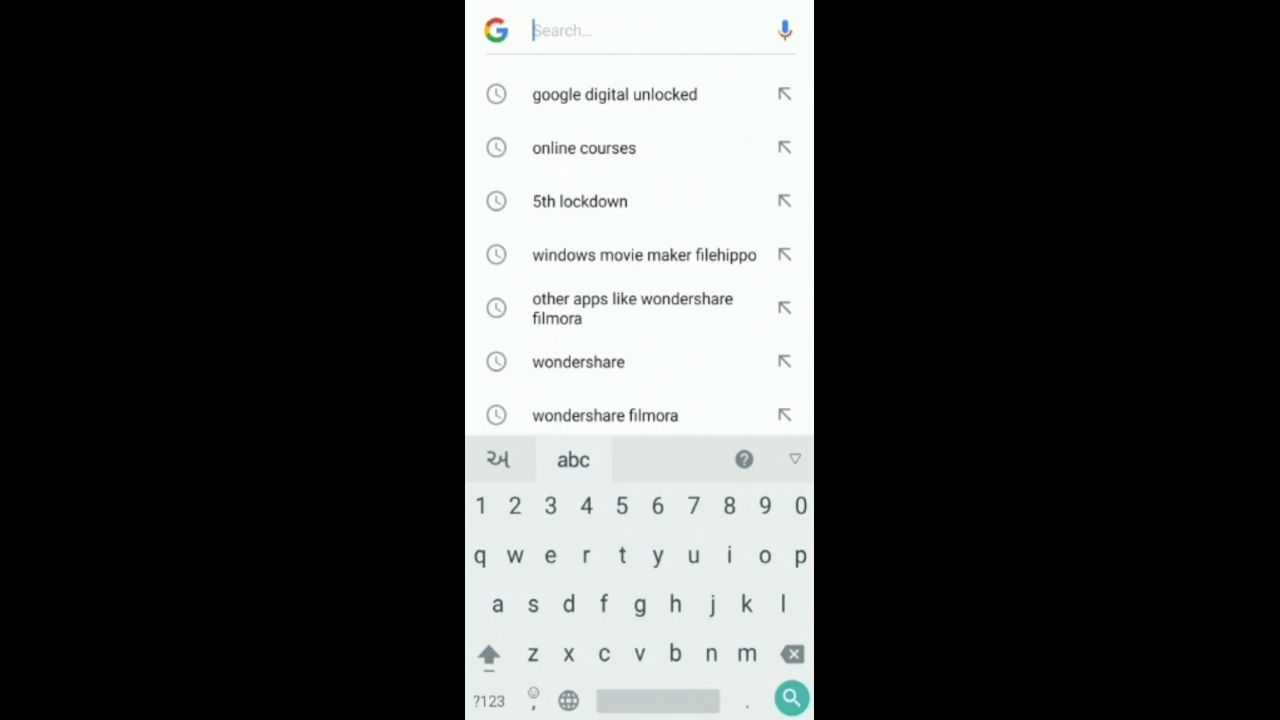 Search...
google digital unlocked
online courses
5th lockdown
windows movie maker filehippo
other apps like wondershare
filmora
wondershare
wondershare filmora
અ abc ?
1 2 3 4 5 6 7 8 9 0
q w e r t y u i o p
a s d f g h j k l
z x c v b n m
?123 , .